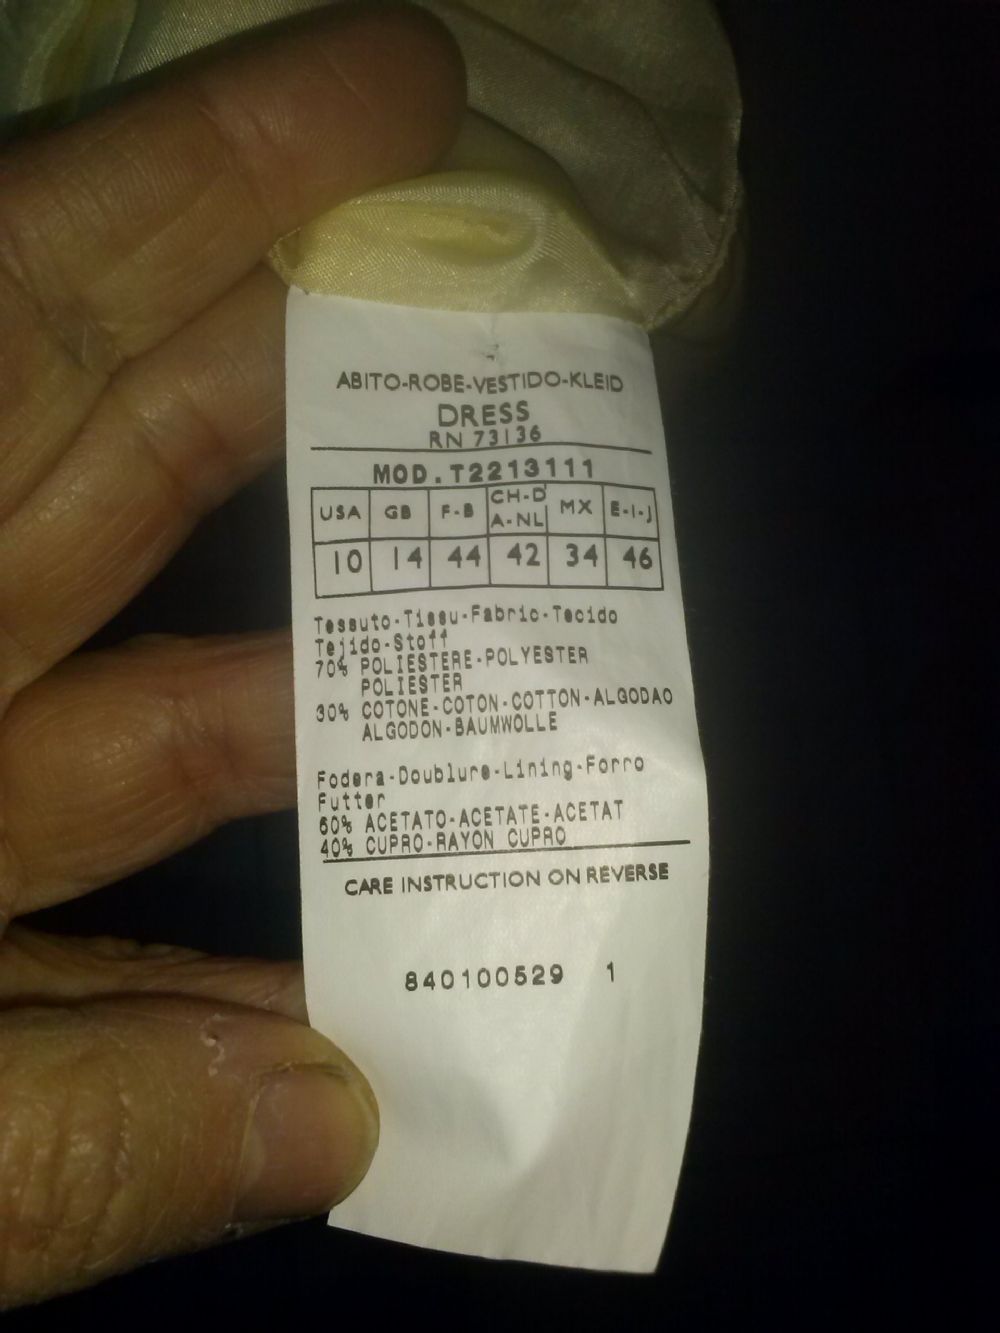 ABITO-ROBE-VESTIDO-KLEID
DRESS
RN 73136
MOD.T2213111
USA GB F-B CH-D A-NL MX E-I-J
10 14 44 42 34 46
Tessuto-Tissu-Fabric-Tecido
Tejido-Stoff
70% POLIESTERE-POLYESTER
POLIESTER
30% COTONE-COTON-COTTON-ALGODAO
ALGODON-BAUMWOLLE
Fodera-Doublure-Lining-Forro
Futter
60% ACETATO-ACETATE-ACETAT
40% CUPRO-RAYON CUPRO
CARE INSTRUCTION ON REVERSE
840100529 1